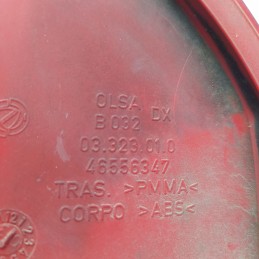 OLSA DX
B 032
03.323.01.0
46556347
TRAS. >PMMA<
CORPO >ABS<